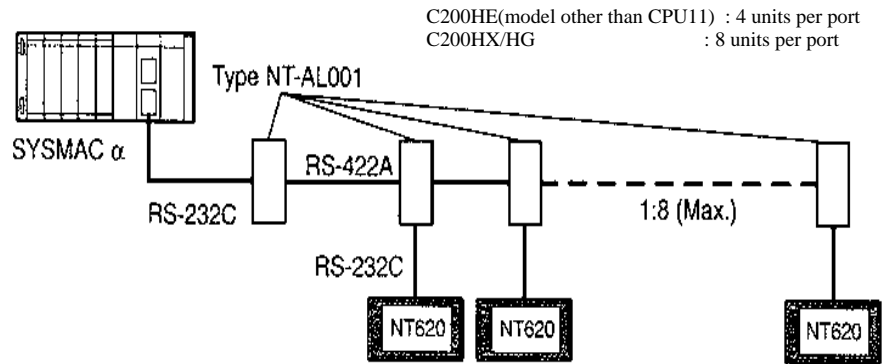 C200HE(model other than CPU11) : 4 units per port
C200HX/HG : 8 units per port
Type NT-AL001
SYSMAC α
RS-422A
RS-232C
1:8 (Max.)
RS-232C
NT620
NT620
NT620